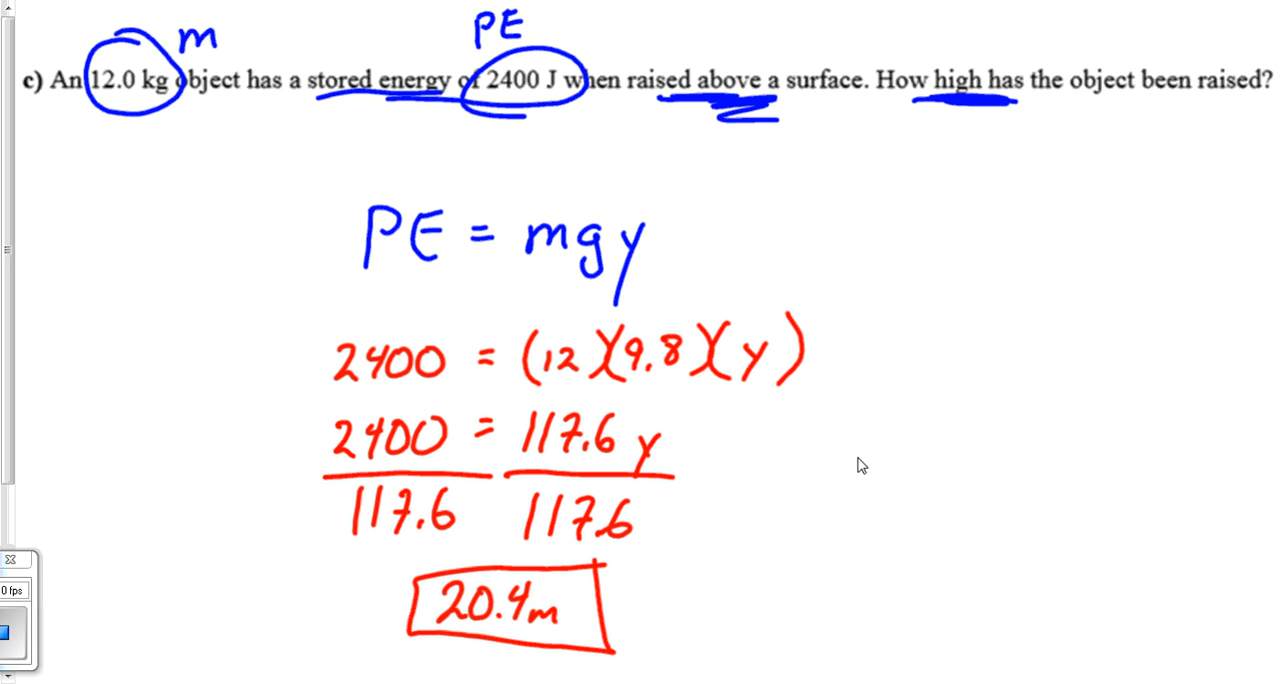 m
PE
c) An 12.0 kg object has a stored energy of 2400 J when raised above a surface. How high has the object been raised?
PE = mgy
2400 = (12)(9.8)(y)
2400 = 117.6 y
117.6 117.6
20.4m
0 fps